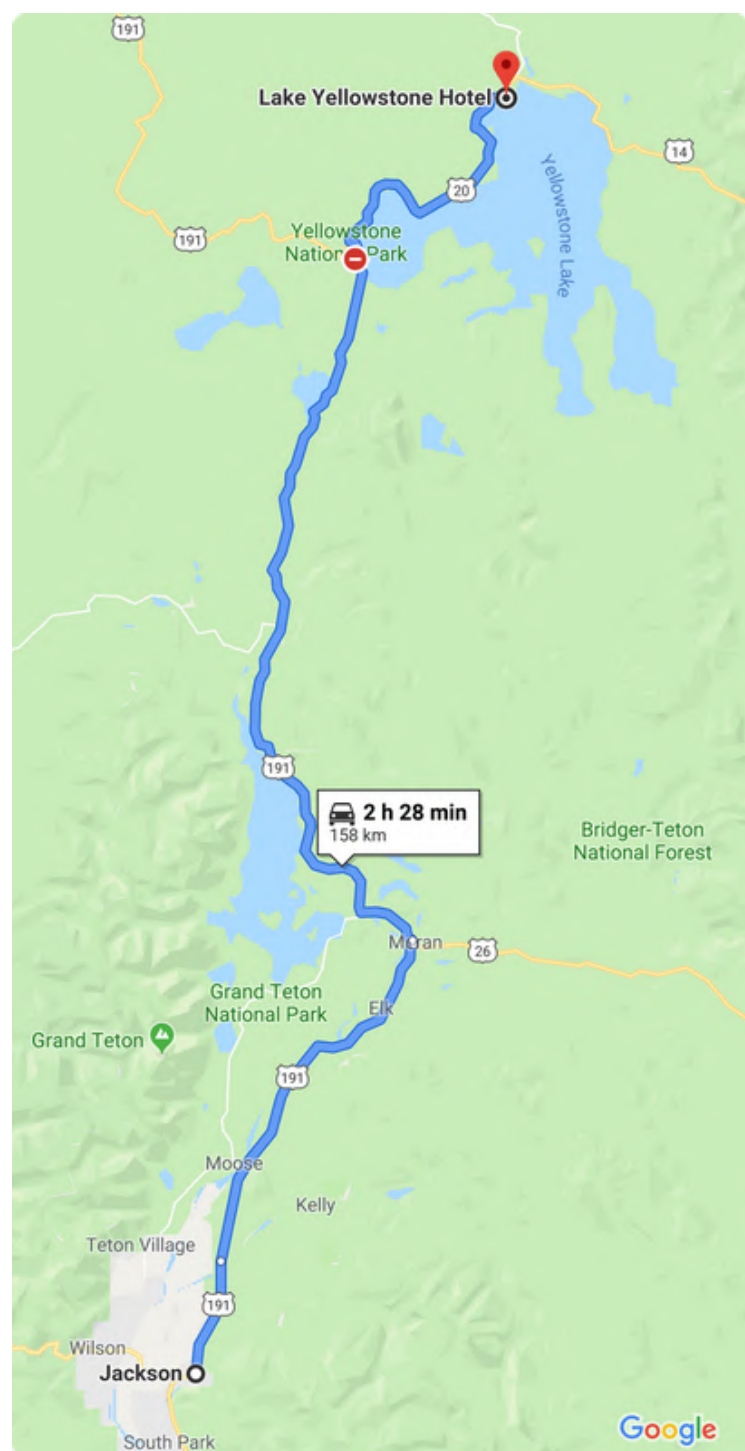 191
Lake Yellowstone Hotel
14
20
Yellowstone Lake
191
Yellowstone
National Park
191
2 h 28 min
158 km
Bridger-Teton
National Forest
Moran
26
Grand Teton
National Park
Elk
Grand Teton
191
Moose
Kelly
Teton Village
191
Wilson
Jackson
South Park
Google